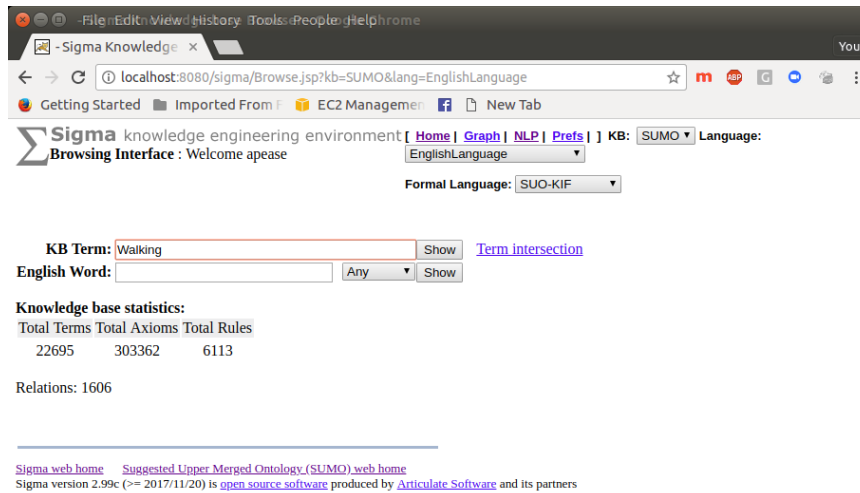 File Edit View History Tools People Help
- Sigma Knowledge ×
You
localhost:8080/sigma/Browse.jsp?kb=SUMO&lang=EnglishLanguage
m ABP G
Getting Started Imported From F EC2 Managemen f New Tab
Sigma knowledge engineering environment [ Home | Graph | NLP | Prefs | ] KB: SUMO Language:
Browsing Interface : Welcome apease EnglishLanguage
Formal Language: SUO-KIF
KB Term: Walking Show Term intersection
English Word: Any Show
Knowledge base statistics:
Total Terms Total Axioms Total Rules
22695 303362 6113
Relations: 1606
Sigma web home Suggested Upper Merged Ontology (SUMO) web home
Sigma version 2.99c (>= 2017/11/20) is open source software produced by Articulate Software and its partners